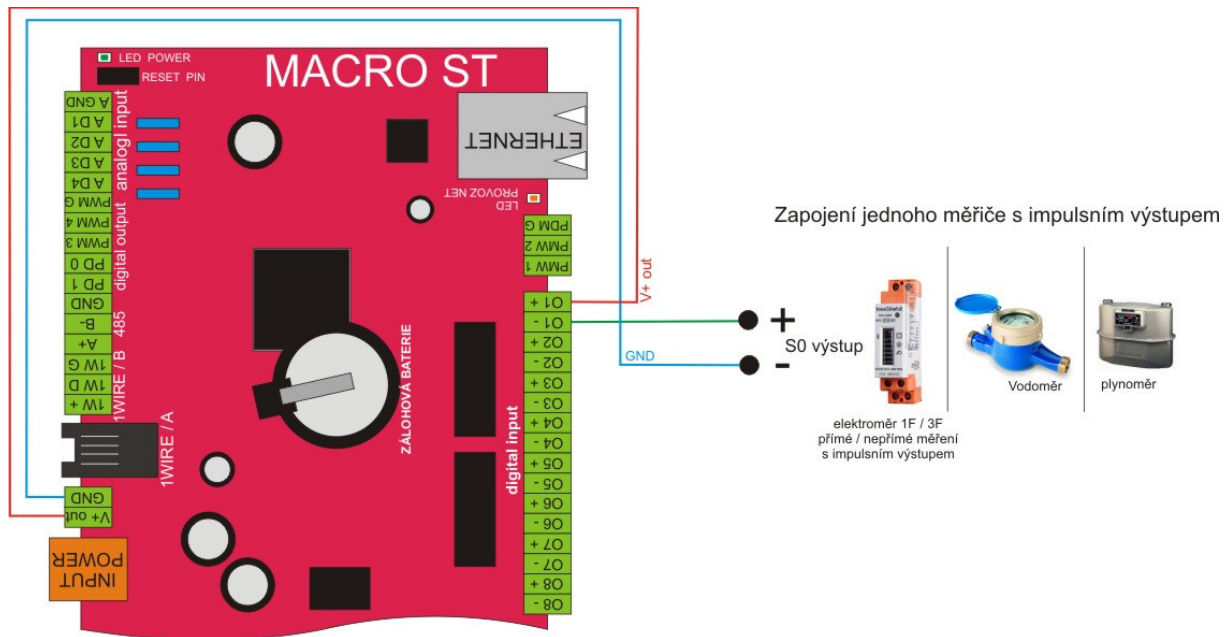 LED POWER
RESET PIN
MACRO ST
A GND
A D1
A D2
A D3
A D4
PWM G
PWM 4
PWM 3
PD 0
PD 1
GND
B-
A+
1W G
1W D
1W +
GND
V+ out
INPUT
POWER
analogI input
digital output
485
1WIRE / B
1WIRE / A
ETHERNET
LED
PROVOZ NET
PDM G
PMW 2
PMW 1
O1 +
O1 -
O2 +
O2 -
O3 +
O3 -
O4 +
O4 -
O5 +
O5 -
O6 +
O6 -
O7 +
O7 -
O8 +
O8 -
digital input
ZÁLOHOVÁ BATERIE
V+ out
GND
Zapojení jednoho měřiče s impulsním výstupem
+
S0 výstup
-
elektroměr 1F / 3F
přímé / nepřímé měření
s impulsním výstupem
Vodoměr
plynoměr